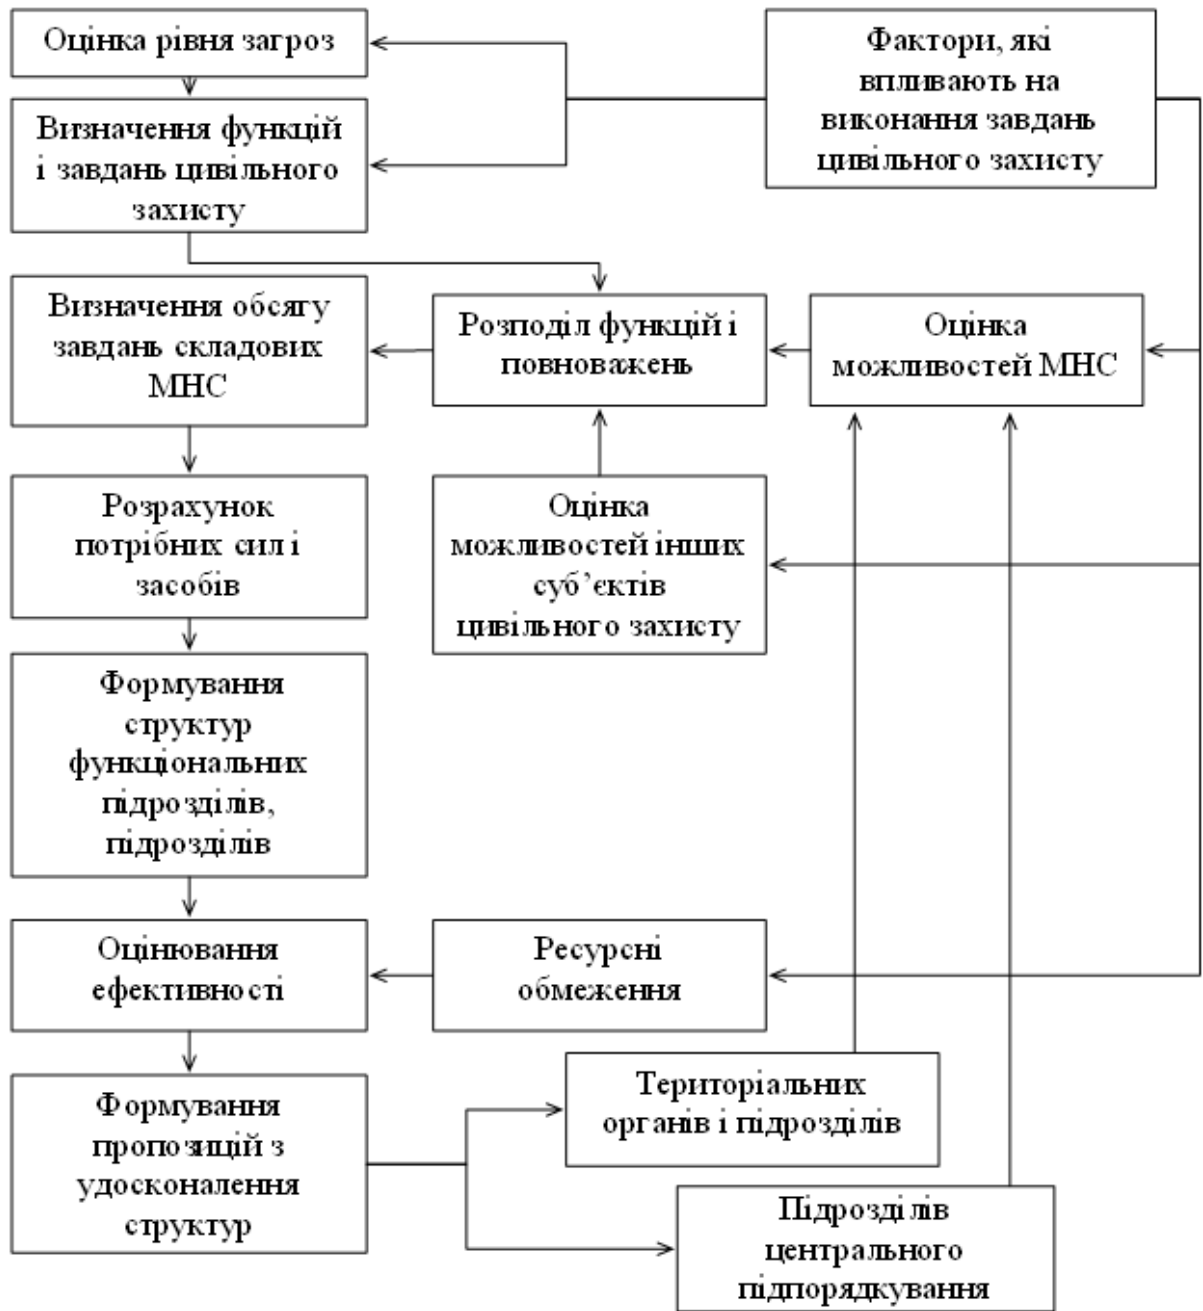 Оцінка рівня загроз
Фактори, які
впливають на
виконання завдань
цивільного захисту
Визначення функцій
і завдань цивільного
захисту
Визначення обсягу
завдань складових
МНС
Розподіл функцій і
повноважень
Оцінка
можливостей МНС
Розрахунок
потрібних сил і
засобів
Оцінка
можливостей інших
суб’єктів
цивільного захисту
Формування
структур
функціональних
підрозділів,
підрозділів
Оцінювання
ефективності
Ресурсні
обмеження
Формування
пропозицій з
удосконалення
структур
Територіальних
органів і підрозділів
Підрозділів
центрального
підпорядкування